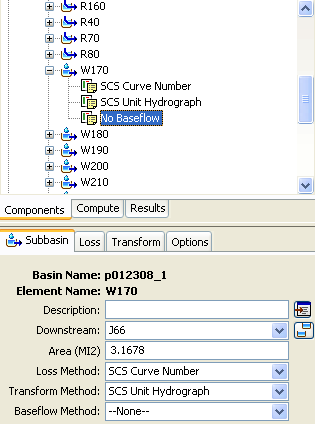 R160
R40
R70
R80
W170
SCS Curve Number
SCS Unit Hydrograph
No Baseflow
W180
W190
W200
W210
Components Compute Results
Subbasin Loss Transform Options
Basin Name: p012308_1
Element Name: W170
Description:
Downstream: J66
Area (MI2) 3.1678
Loss Method: SCS Curve Number
Transform Method: SCS Unit Hydrograph
Baseflow Method: --None--